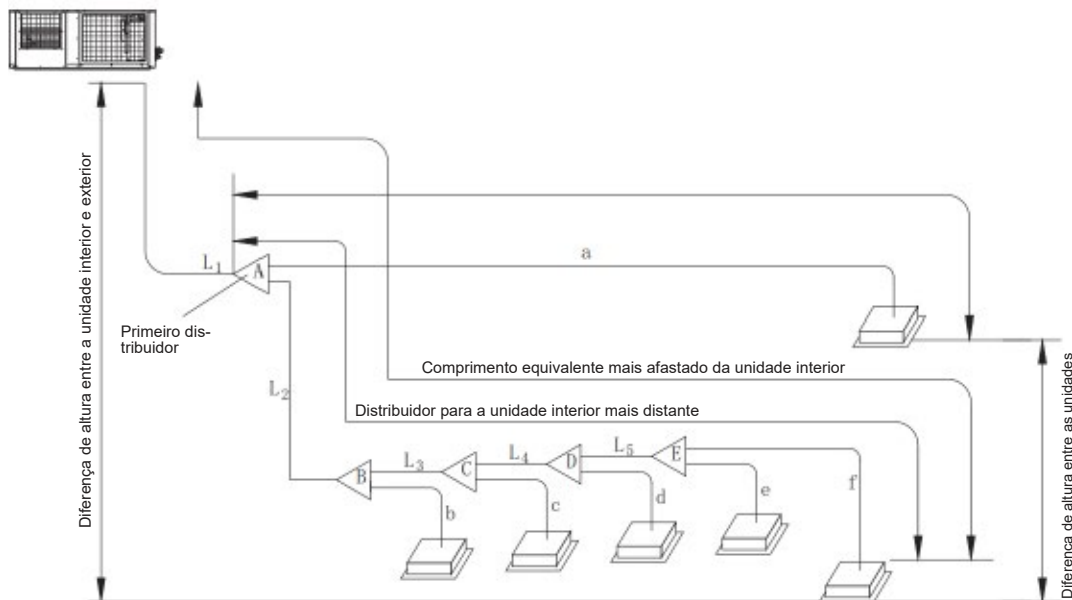 Diferença de altura entre a unidade interior e exterior
L1
A
a
Primeiro dis-
tribuidor
Comprimento equivalente mais afastado da unidade interior
L2
Distribuidor para a unidade interior mais distante
B
L3
C
L4
D
L5
E
b
c
d
e
f
Diferença de altura entre as unidades